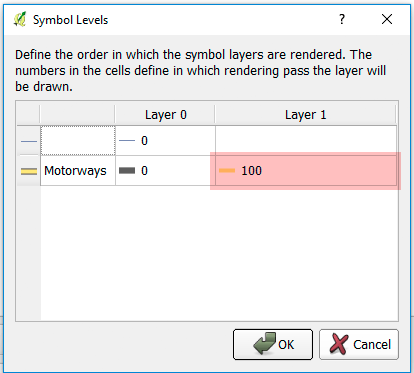 Symbol Levels
Define the order in which the symbol layers are rendered. The
numbers in the cells define in which rendering pass the layer will
be drawn.
Layer 0 Layer 1
0
Motorways 0 100
OK Cancel